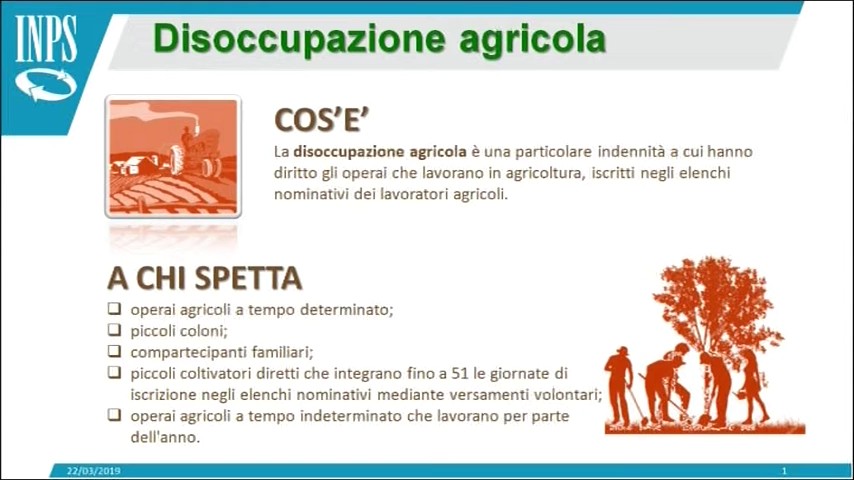 INPS
Disoccupazione agricola
COS’E’
La disoccupazione agricola è una particolare indennità a cui hanno
diritto gli operai che lavorano in agricoltura, iscritti negli elenchi
nominativi dei lavoratori agricoli.
A CHI SPETTA
❑ operai agricoli a tempo determinato;
❑ piccoli coloni;
❑ compartecipanti familiari;
❑ piccoli coltivatori diretti che integrano fino a 51 le giornate di
iscrizione negli elenchi nominativi mediante versamenti volontari;
❑ operai agricoli a tempo indeterminato che lavorano per parte
dell'anno.
22/03/2019
1